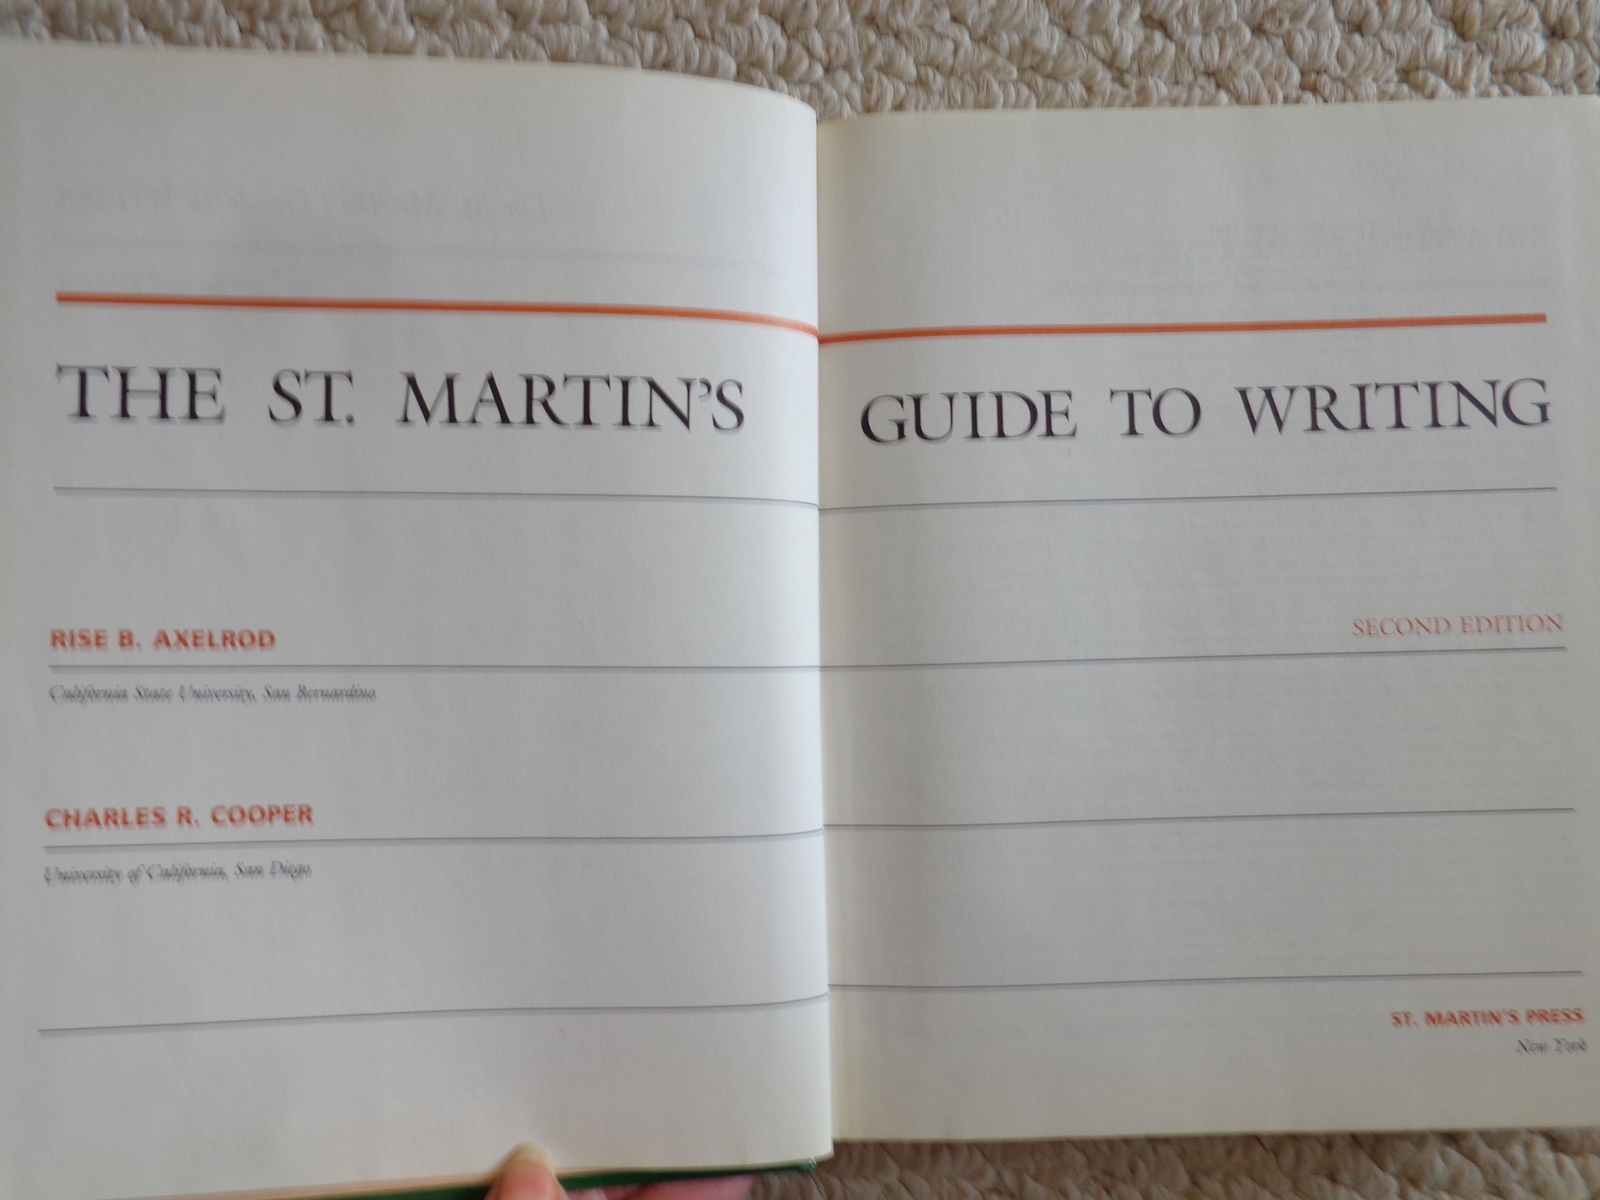 THE ST. MARTIN'S GUIDE TO WRITING
RISE B. AXELROD
California State University, San Bernardino
CHARLES R. COOPER
University of California, San Diego
SECOND EDITION
ST. MARTIN'S PRESS
New York